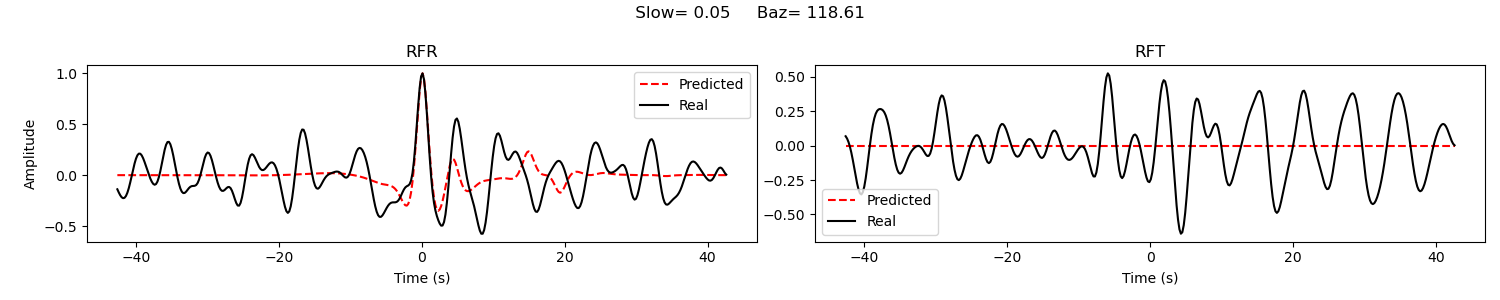 Slow= 0.05 Baz= 118.61
RFR
Amplitude
1.0
0.5
0.0
−0.5
Predicted
Real
−40
−20
0
20
40
Time (s)
RFT
0.50
0.25
0.00
−0.25
−0.50
Predicted
Real
−40
−20
0
20
40
Time (s)